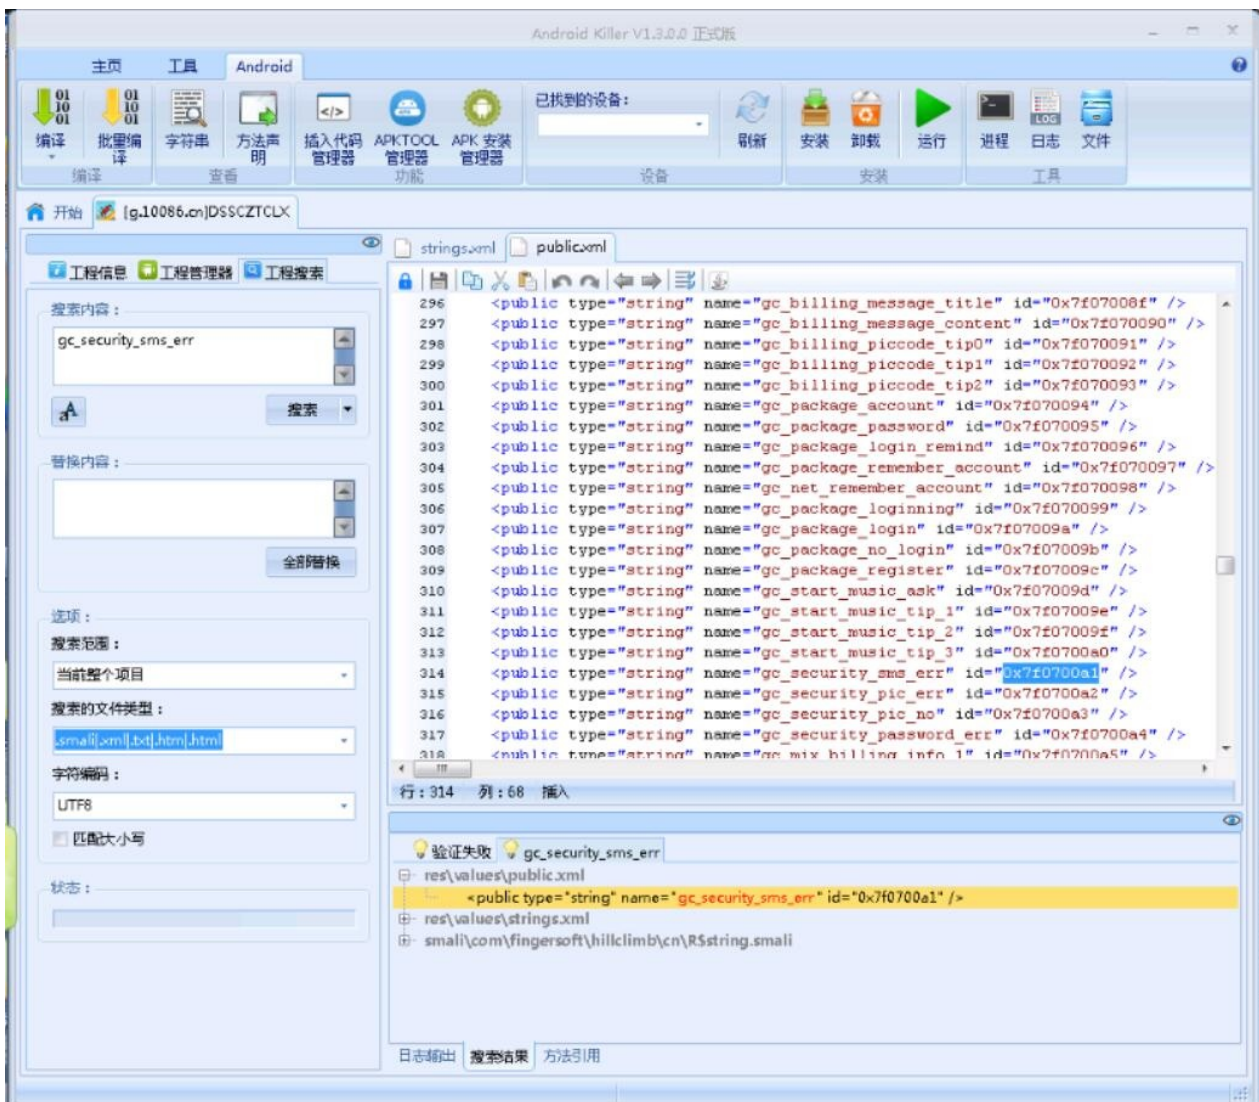 Android Killer V1.3.0.0 正式版
主页 工具 Android
编译 批量编译 字符串 方法声明 插入代码管理器 APKTOOL管理器 APK 安装管理器 已找到的设备： 刷新 安装 卸载 运行 进程 日志 文件
编译 查看 功能 设备 安装 工具
开始 [g.10086.cn]DSSCZTCLX
工程信息 工程管理器 工程搜索
搜索内容：
gc_security_sms_err
搜索
替换内容：
全部替换
选项：
搜索范围：
当前整个项目
搜索的文件类型：
.smali|.xml|.txt|.htm|.html
字符编码：
UTF8
匹配大小写
状态：
strings.xml public.xml
296 <public type="string" name="gc_billing_message_title" id="0x7f07008f" />
297 <public type="string" name="gc_billing_message_content" id="0x7f070090" />
298 <public type="string" name="gc_billing_piccode_tip0" id="0x7f070091" />
299 <public type="string" name="gc_billing_piccode_tip1" id="0x7f070092" />
300 <public type="string" name="gc_billing_piccode_tip2" id="0x7f070093" />
301 <public type="string" name="gc_package_account" id="0x7f070094" />
302 <public type="string" name="gc_package_password" id="0x7f070095" />
303 <public type="string" name="gc_package_login_remind" id="0x7f070096" />
304 <public type="string" name="gc_package_remember_account" id="0x7f070097" />
305 <public type="string" name="gc_net_remember_account" id="0x7f070098" />
306 <public type="string" name="gc_package_loginning" id="0x7f070099" />
307 <public type="string" name="gc_package_login" id="0x7f07009a" />
308 <public type="string" name="gc_package_no_login" id="0x7f07009b" />
309 <public type="string" name="gc_package_register" id="0x7f07009c" />
310 <public type="string" name="gc_start_music_ask" id="0x7f07009d" />
311 <public type="string" name="gc_start_music_tip_1" id="0x7f07009e" />
312 <public type="string" name="gc_start_music_tip_2" id="0x7f07009f" />
313 <public type="string" name="gc_start_music_tip_3" id="0x7f0700a0" />
314 <public type="string" name="gc_security_sms_err" id="0x7f0700a1" />
315 <public type="string" name="gc_security_pic_err" id="0x7f0700a2" />
316 <public type="string" name="gc_security_pic_no" id="0x7f0700a3" />
317 <public type="string" name="gc_security_password_err" id="0x7f0700a4" />
318 <public type="string" name="gc_mix_billing_info_1" id="0x7f0700a5" />
行：314 列：68 插入
验证失败 gc_security_sms_err
res\values\public.xml
<public type="string" name="gc_security_sms_err" id="0x7f0700a1" />
res\values\strings.xml
smali\com\fingersoft\hillclimb\cn\R$string.smali
日志输出 搜索结果 方法引用